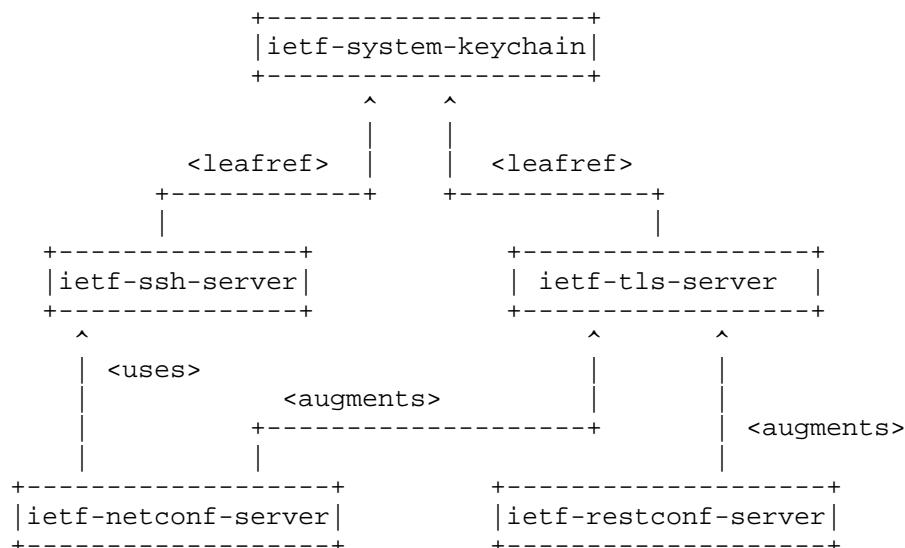 ietf-system-keychain
<leafref> <leafref>
ietf-ssh-server ietf-tls-server
<uses>
<augments>
<augments>
ietf-netconf-server ietf-restconf-server